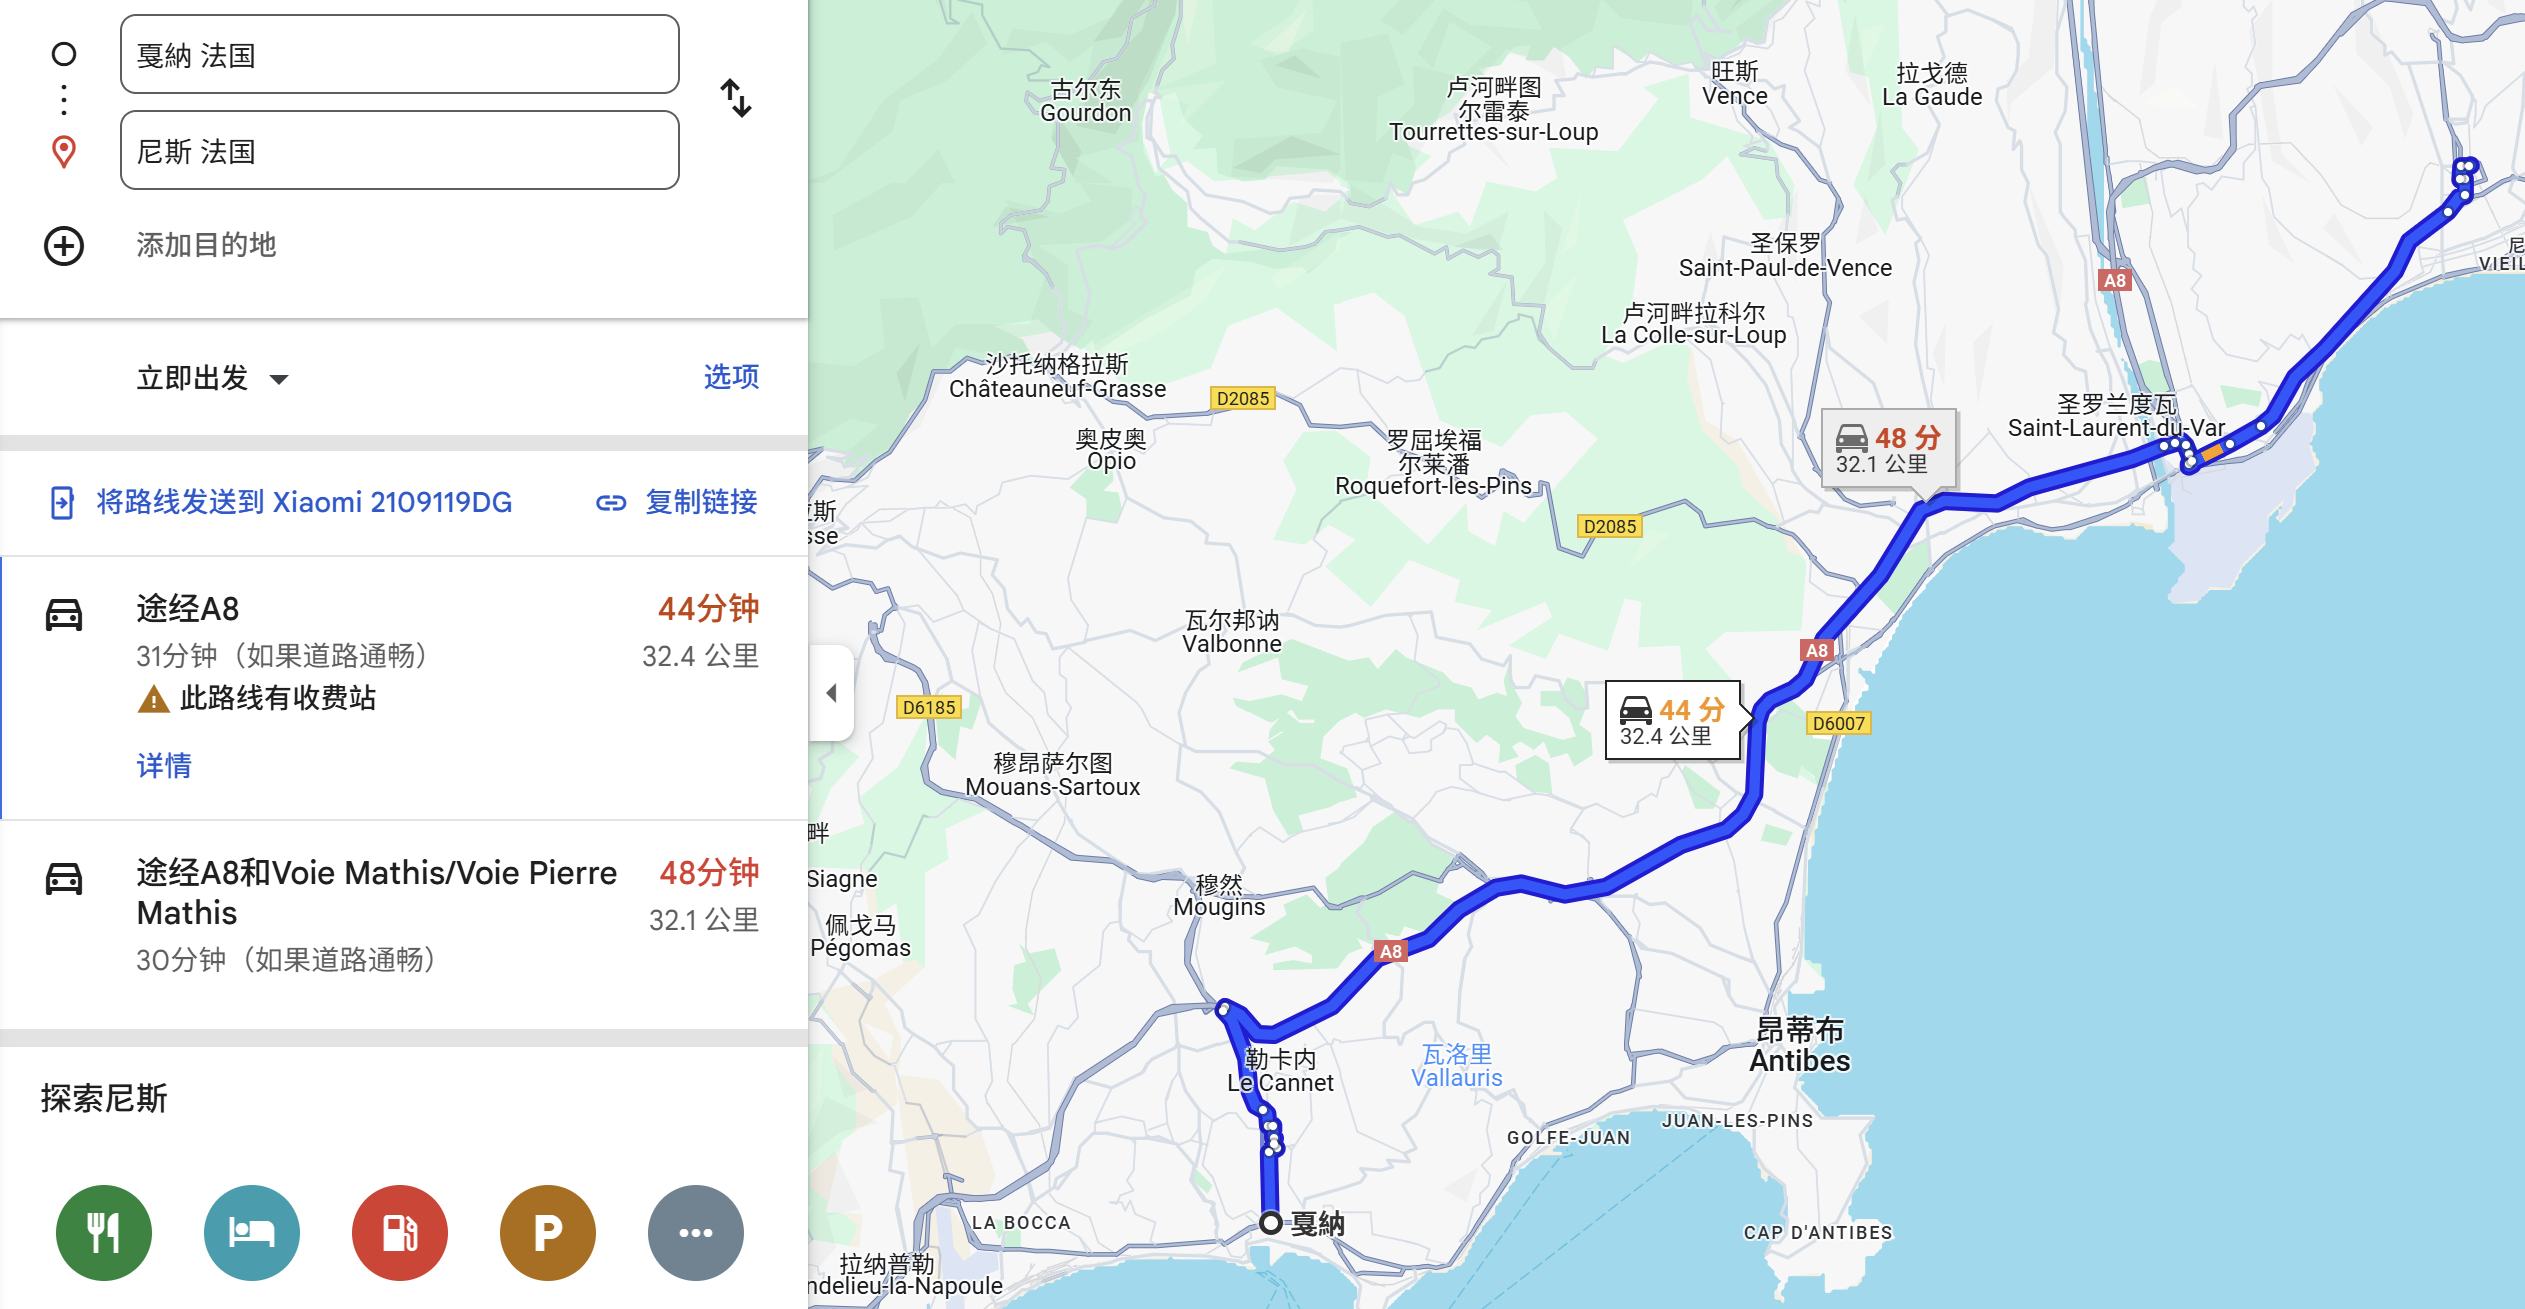 戛納 法国
尼斯 法国
添加目的地
立即出发
选项
将路线发送到 Xiaomi 2109119DG
复制链接
途经A8
44分钟
31分钟（如果道路通畅）
32.4 公里
此路线有收费站
详情
途经A8和Voie Mathis/Voie Pierre
Mathis
48分钟
32.1 公里
30分钟（如果道路通畅）
探索尼斯
P
古尔东
Gourdon
卢河畔图
尔雷泰
Tourrettes-sur-Loup
旺斯
Vence
拉戈德
La Gaude
圣保罗
Saint-Paul-de-Vence
尼
VIEIL
A8
卢河畔拉科尔
La Colle-sur-Loup
沙托纳格拉斯
Châteauneuf-Grasse
D2085
奥皮奥
Opio
罗屈埃福
尔莱潘
Roquefort-les-Pins
圣罗兰度瓦
Saint-Laurent-du-Var
48 分
32.1 公里
斯
sse
D2085
瓦尔邦讷
Valbonne
A8
D6185
44 分
32.4 公里
D6007
穆昂萨尔图
Mouans-Sartoux
畔
Siagne
穆然
Mougins
佩戈马
Pégomas
A8
昂蒂布
Antibes
勒卡内
Le Cannet
瓦洛里
Vallauris
JUAN-LES-PINS
GOLFE-JUAN
LA BOCCA
戛納
CAP D'ANTIBES
拉纳普勒
ndelieu-la-Napoule